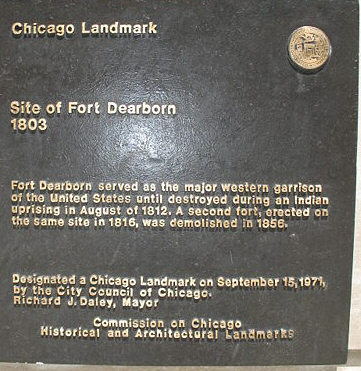 Chicago Landmark
Site of Fort Dearborn
1803
Fort Dearborn served as the major western garrison
of the United States until destroyed during an Indian
uprising in August of 1812. A second fort, erected on
the same site in 1816, was demolished in 1856.
Designated a Chicago Landmark on September 15, 1971,
by the City Council of Chicago.
Richard J. Daley, Mayor
Commission on Chicago
Historical and Architectural Landmarks